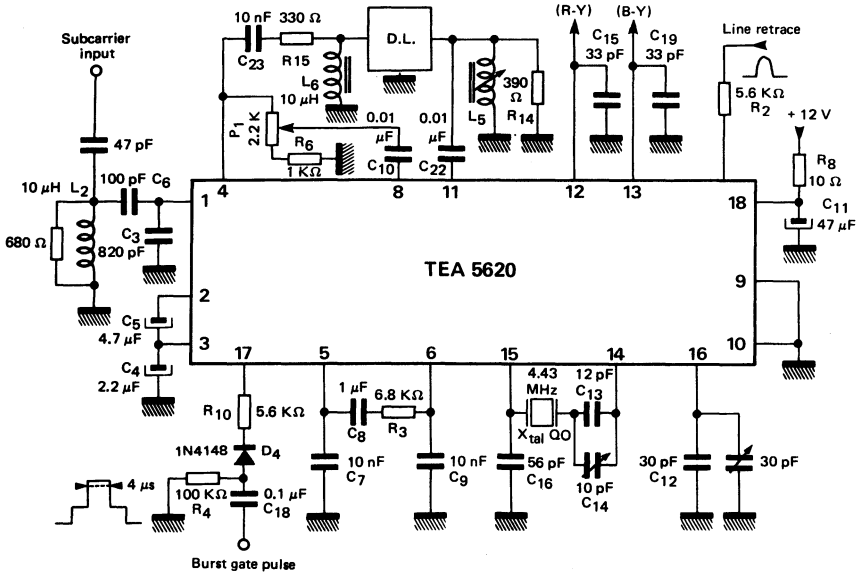 (R-Y)
(B-Y)
Line retrace
10 nF
330 Ω
C23
R15
L6
10 µH
D.L.
L5
390
Ω
R14
C15
33 pF
C19
33 pF
5.6 KΩ
R2
+ 12 V
R8
10 Ω
C11
47 µF
Subcarrier
input
47 pF
P1
2.2 K
R6
1 KΩ
0.01
µF
C10
0.01
µF
C22
10 µH
L2
100 pF
C6
680 Ω
C3
820 pF
C5
4.7 µF
C4
2.2 µF
4
8
11
12
13
1
18
TEA 5620
2
9
3
10
17
5
6
15
14
16
R10
5.6 KΩ
1N4148
D4
100 KΩ
R4
0.1 µF
C18
4 µs
Burst gate pulse
1 µF
C8
6.8 KΩ
R3
10 nF
C7
10 nF
C9
4.43
MHz
Xtal
QO
12 pF
C13
56 pF
C16
10 pF
C14
30 pF
C12
30 pF